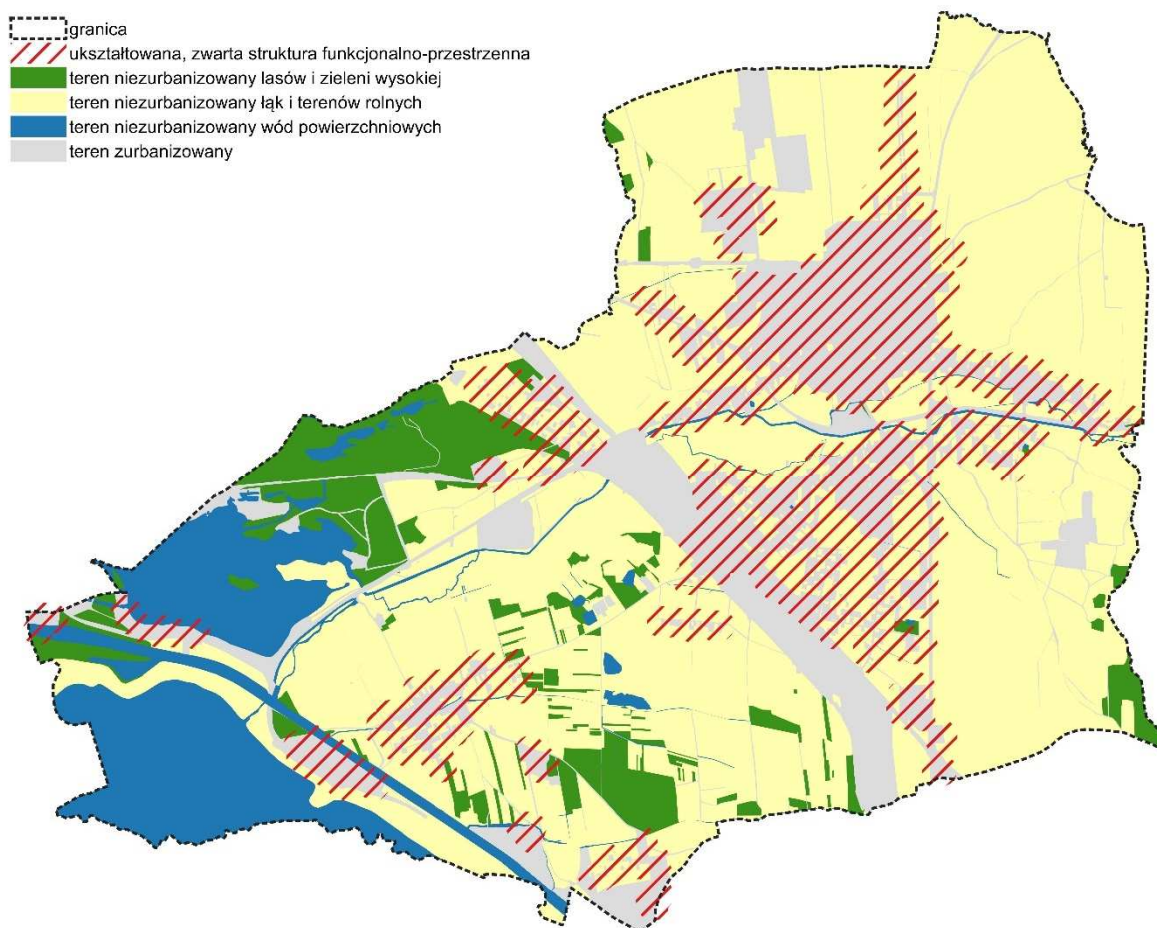 granica
ukształtowana, zwarta struktura funkcjonalno-przestrzenna
teren niezurbanizowany lasów i zieleni wysokiej
teren niezurbanizowany łąk i terenów rolnych
teren niezurbanizowany wód powierzchniowych
teren zurbanizowany